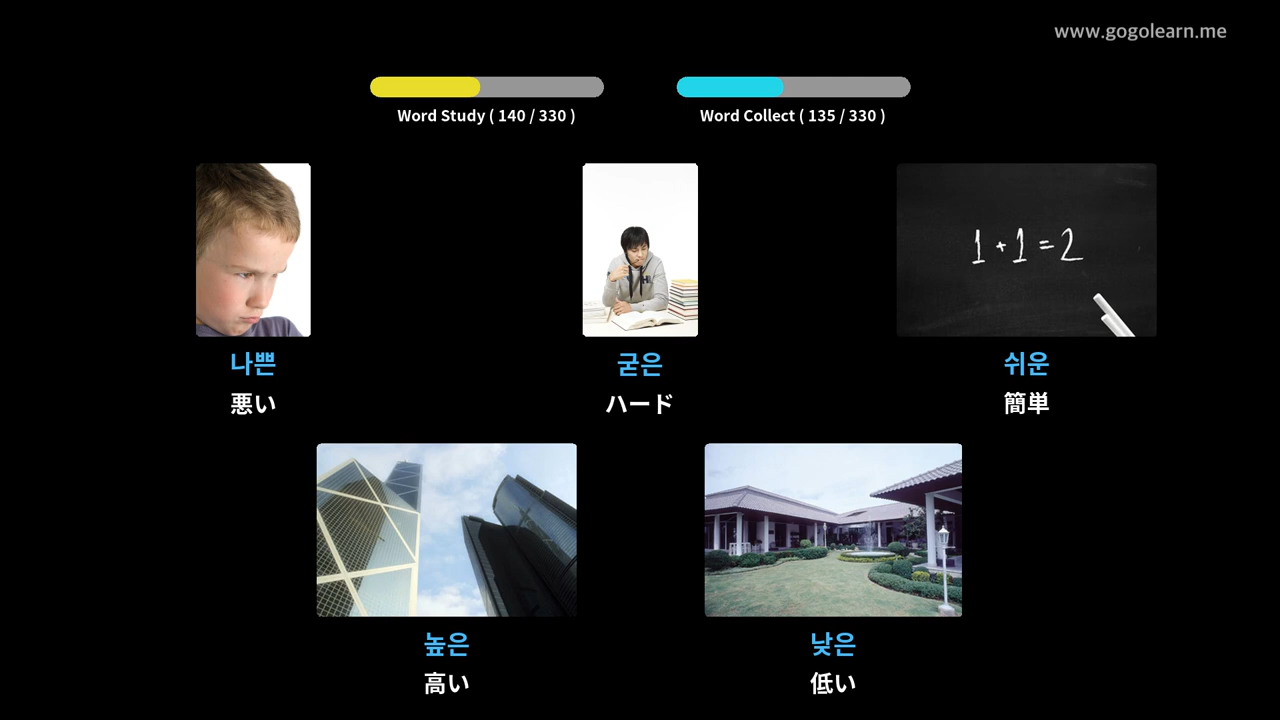 www.gogolearn.me
Word Study ( 140 / 330 )
Word Collect ( 135 / 330 )
1 + 1 = 2
나쁜
悪い
굳은
ハード
쉬운
簡単
높은
高い
낮은
低い